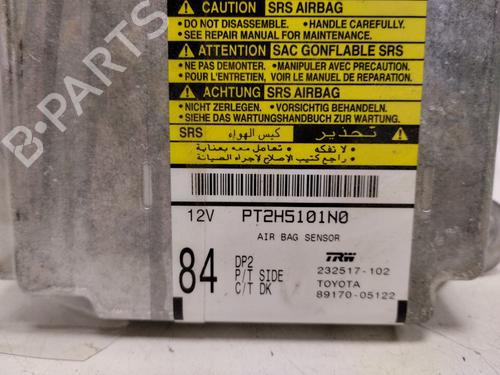 CAUTION SRS AIRBAG
●DO NOT DISASSEMBLE. ●HANDLE CAREFULLY.
●SEE REPAIR MANUAL FOR MAINTENANCE.
ATTENTION SAC GONFLABLE SRS
●NE PAS DEMONTER. ●MANIPULER AVEC PRECAUTION.
●POUR L'ENTRETIEN, VOIR LE MANUEL DE REPARATION.
ACHTUNG SRS AIRBAG
●NICHT ZERLEGEN. ●VORSICHTIG BEHANDELN.
●SIEHE DAS WARTUNGSHANDBUCH ZUR WARTUNG.
SRS كيس الهواء تحذير
●لا تفكه ●تعامل معه بعناية
●راجع كتيب الإصلاح لاجراء الصيانة
12V PT2H5101N0
AIR BAG SENSOR
84 DP2 TRW
P/T SIDE 232517-102
C/T DK TOYOTA
89170-05122
B-PARTS